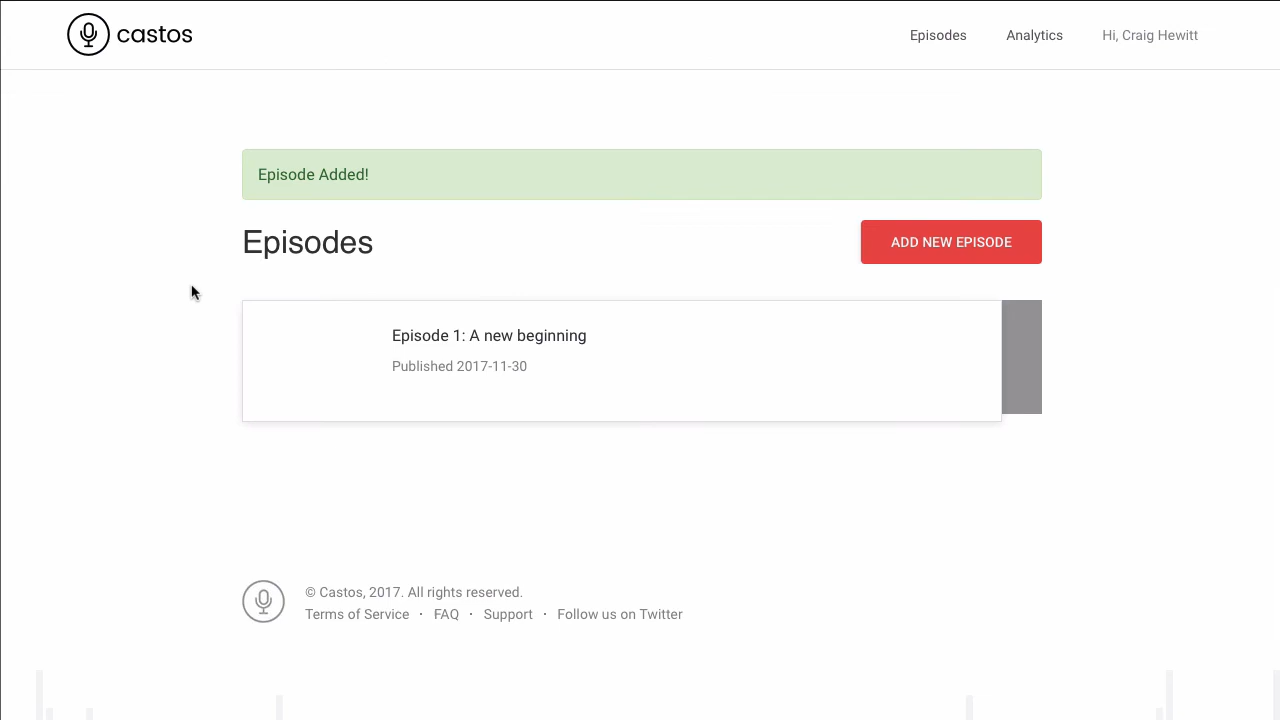 castos
Episodes
Analytics
Hi, Craig Hewitt
Episode Added!
Episodes
ADD NEW EPISODE
Episode 1: A new beginning
Published 2017-11-30
© Castos, 2017. All rights reserved.
Terms of Service · FAQ · Support · Follow us on Twitter